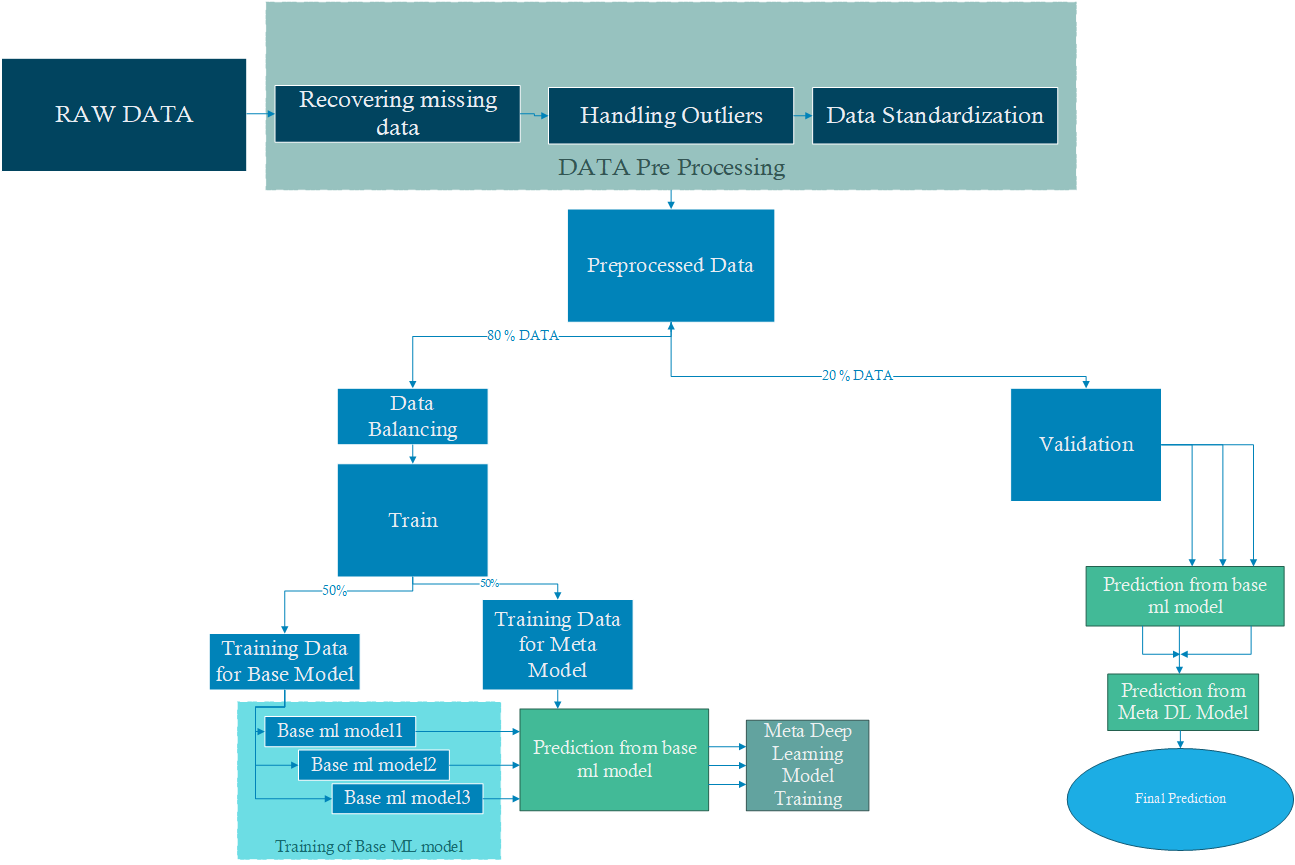 RAW DATA
Recovering missing
data
Handling Outliers
Data Standardization
DATA Pre Processing
Preprocessed Data
80 % DATA
20 % DATA
Data
Balancing
Validation
Train
50%
50%
Training Data
for Base Model
Training Data
for Meta
Model
Prediction from base
ml model
Prediction from
Meta DL Model
Base ml model1
Base ml model2
Base ml model3
Training of Base ML model
Prediction from base
ml model
Meta Deep
Learning
Model
Training
Final Prediction